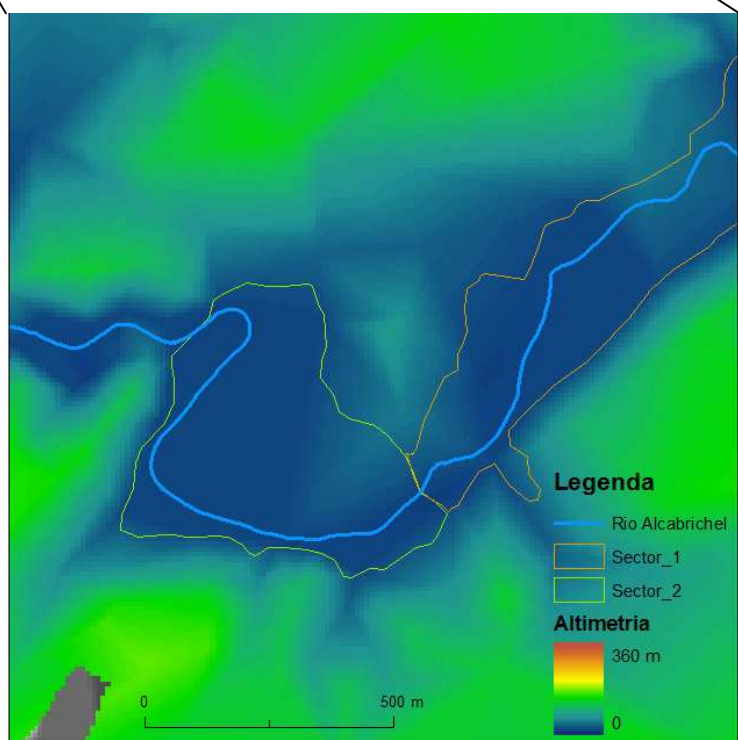 Legenda
Rio Alcabrichel
Sector_1
Sector_2
Altimetria
360 m
0
0 500 m